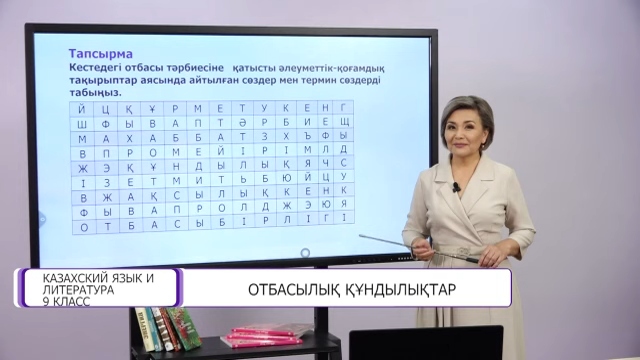 Тапсырма
Кестедегі отбасы тәрбиесіне қатысты әлеуметтік-қоғамдық
тақырыптар аясында айтылған сөздер мен термин сөздерді
табыңыз.
Й Ц Қ Ұ Р М Е Т У К Е Н Г
Ш Ф Ы В А П Т Ә Р Б И Е Щ
М А Х А Б Б А Т З Х Ъ Ф Ы
В П Р О М Е Й І Р І М Л Д
Ж Э Қ Ұ Н Д Ы Л Ы Қ Я Ч С
І З Е Т М И Т Ь Б Ю Й Ц У
В Ж А Қ С Ы Л Ы Қ К Е Н К
Ф Ы В А П Р О Л Д Ж Э Ю Я
О Т Б А С Ы Б І Р Л І Г І
КАЗАХСКИЙ ЯЗЫК И
ЛИТЕРАТУРА
9 КЛАСС
ОТБАСЫЛЫҚ ҚҰНДЫЛЫҚТАР